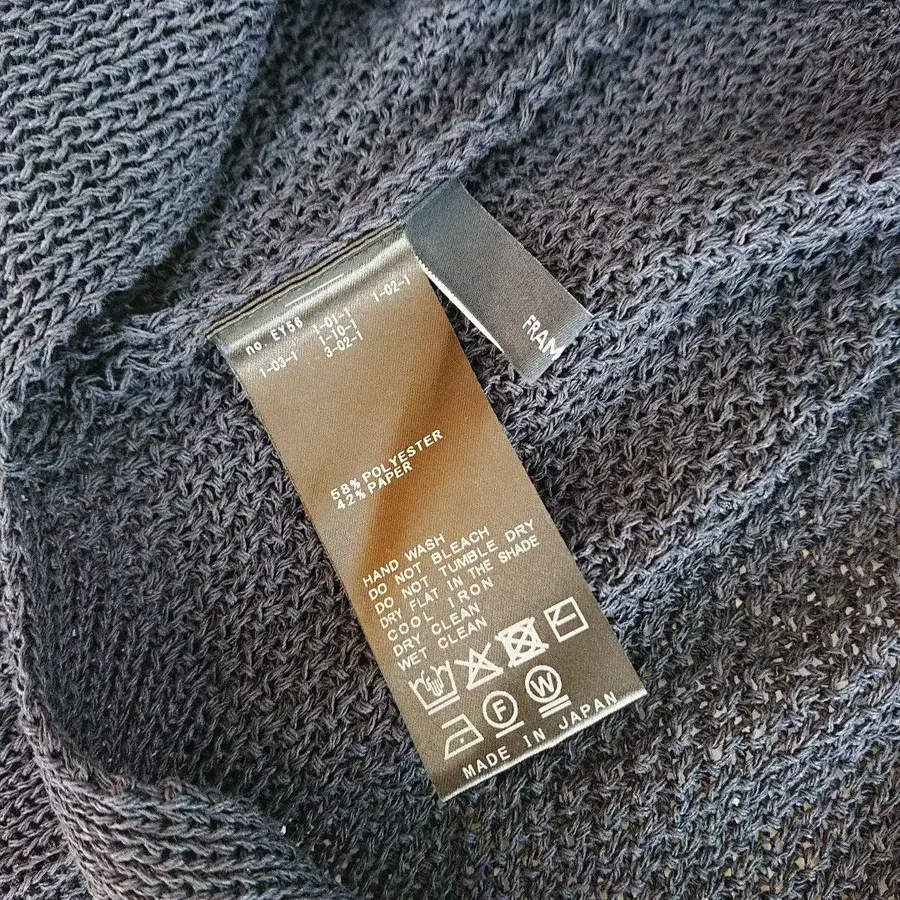 no. EY56
1-02-1
1-01-1
1-10-1
1-03-1
3-02-1
58% POLYESTER
42% PAPER
HAND WASH
DO NOT BLEACH
DO NOT TUMBLE DRY
DRY FLAT IN THE SHADE
COOL IRON
DRY CLEAN
WET CLEAN
F
W
MADE IN JAPAN
FRAM